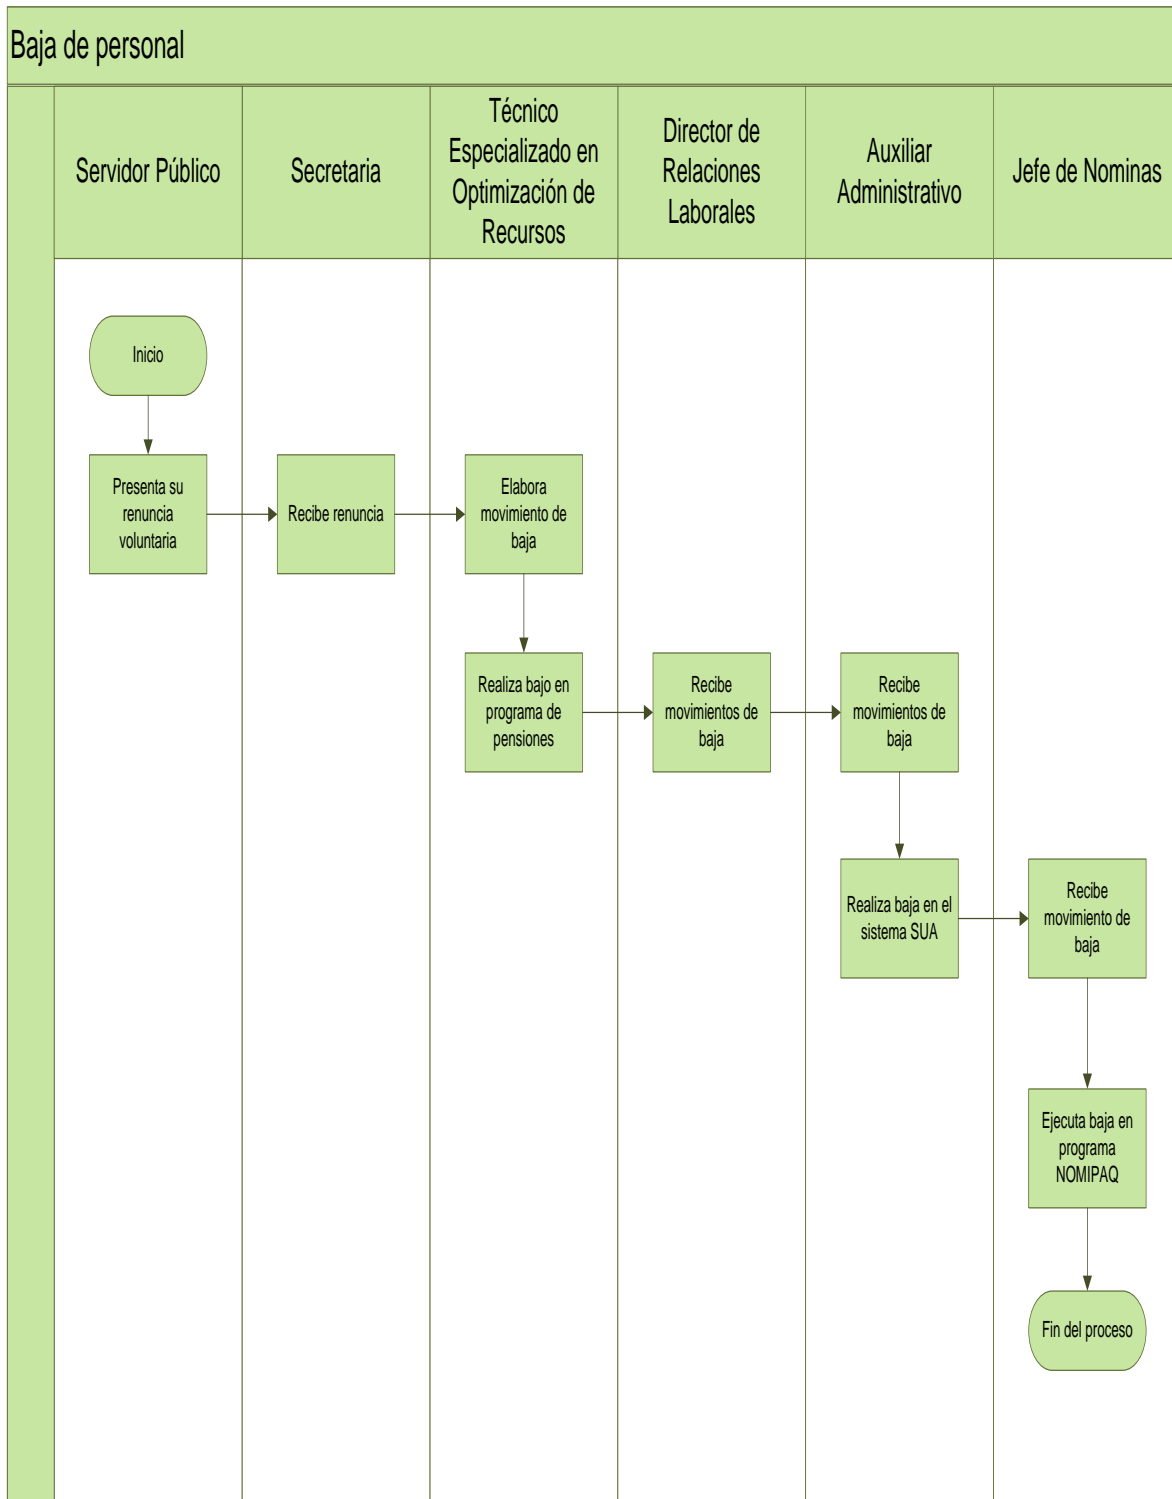 Baja de personal
Servidor Público
Secretaria
Técnico
Especializado en
Optimización de
Recursos
Director de
Relaciones
Laborales
Auxiliar
Administrativo
Jefe de Nominas
Inicio
Presenta su
renuncia
voluntaria
Recibe renuncia
Elabora
movimiento de
baja
Realiza bajo en
programa de
pensiones
Recibe
movimientos de
baja
Recibe
movimientos de
baja
Realiza baja en el
sistema SUA
Recibe
movimiento de
baja
Ejecuta baja en
programa
NOMIPAQ
Fin del proceso